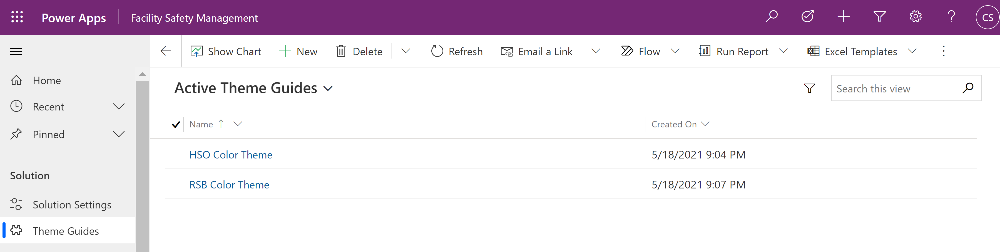 Power Apps Facility Safety Management CS
Show Chart New Delete Refresh Email a Link Flow Run Report Excel Templates
Home
Recent
Pinned
Solution
Solution Settings
Theme Guides
Active Theme Guides Search this view
Name Created On
HSO Color Theme 5/18/2021 9:04 PM
RSB Color Theme 5/18/2021 9:07 PM